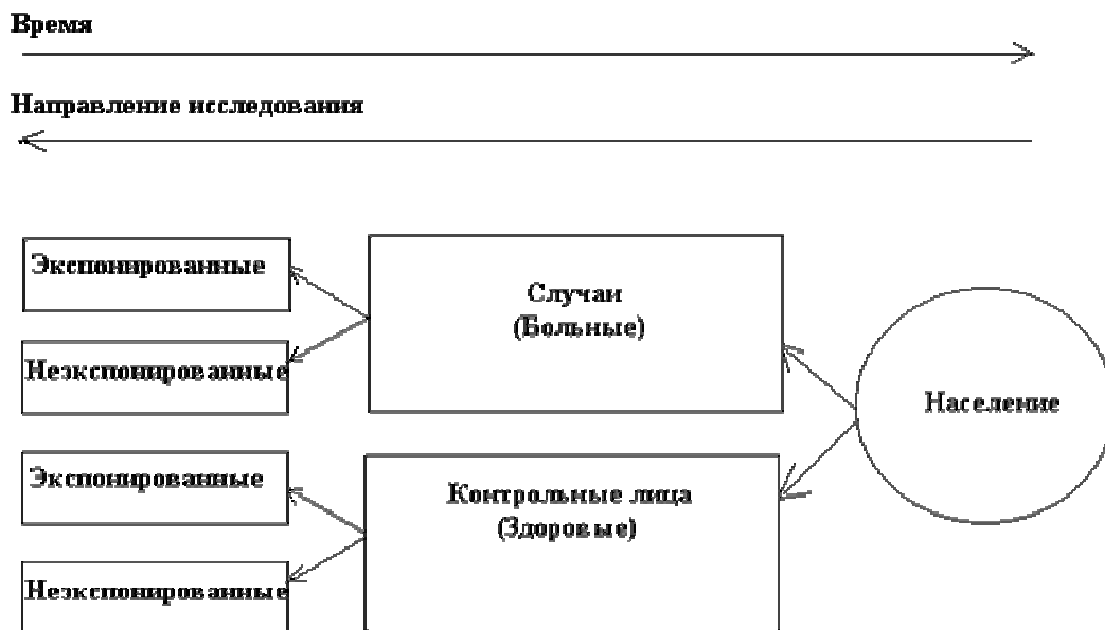 Время
Направление исследования
Экспонированные
Неэкспонированные
Экспонированные
Неэкспонированные
Случаи
(Больные)
Контрольные лица
(Здоровые)
Население